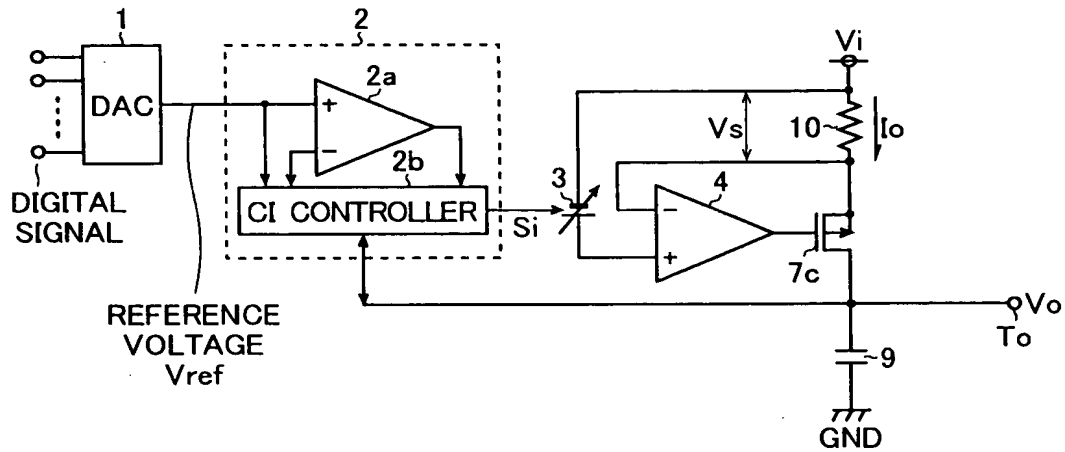 1
2
DAC
2a
+
−
2b
CI CONTROLLER
Si
3
4
−
+
Vi
Vs
10
Io
7c
Vo
To
9
GND
DIGITAL
SIGNAL
REFERENCE
VOLTAGE
Vref